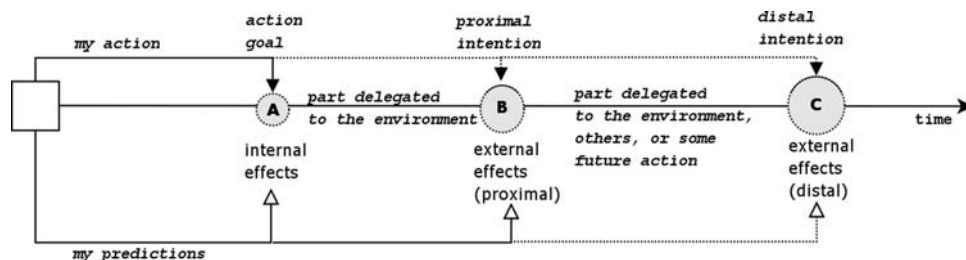 action
goal
proximal
intention
distal
intention
my action
A
B
C
part delegated
to the environment
part delegated
to the environment,
others, or some
future action
time
internal
effects
external
effects
(proximal)
external
effects
(distal)
my predictions